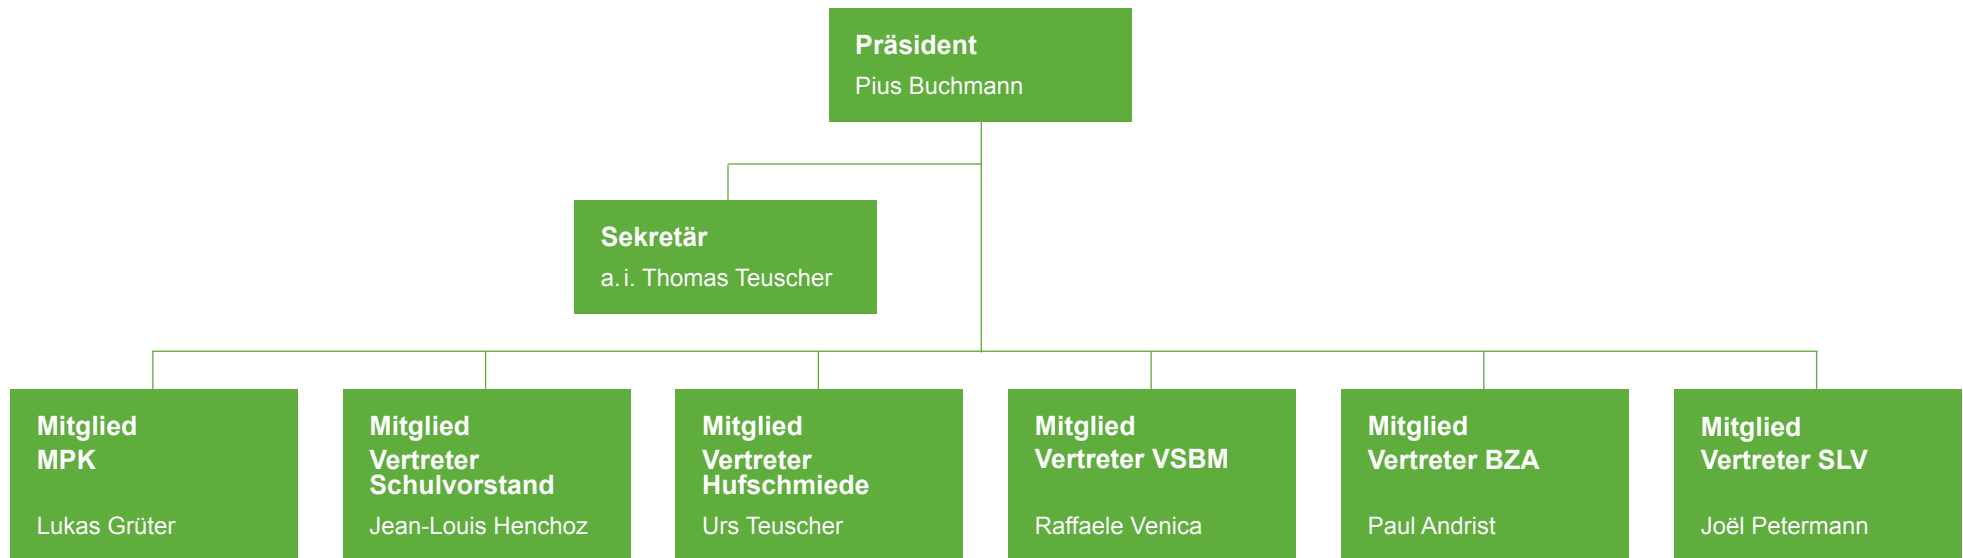 Präsident
Pius Buchmann
Sekretär
a. i. Thomas Teuscher
Mitglied
MPK
Lukas Grüter
Mitglied
Vertreter
Schulvorstand
Jean-Louis Henchoz
Mitglied
Vertreter
Hufschmiede
Urs Teuscher
Mitglied
Vertreter VSBM
Raffaele Venica
Mitglied
Vertreter BZA
Paul Andrist
Mitglied
Vertreter SLV
Joël Petermann